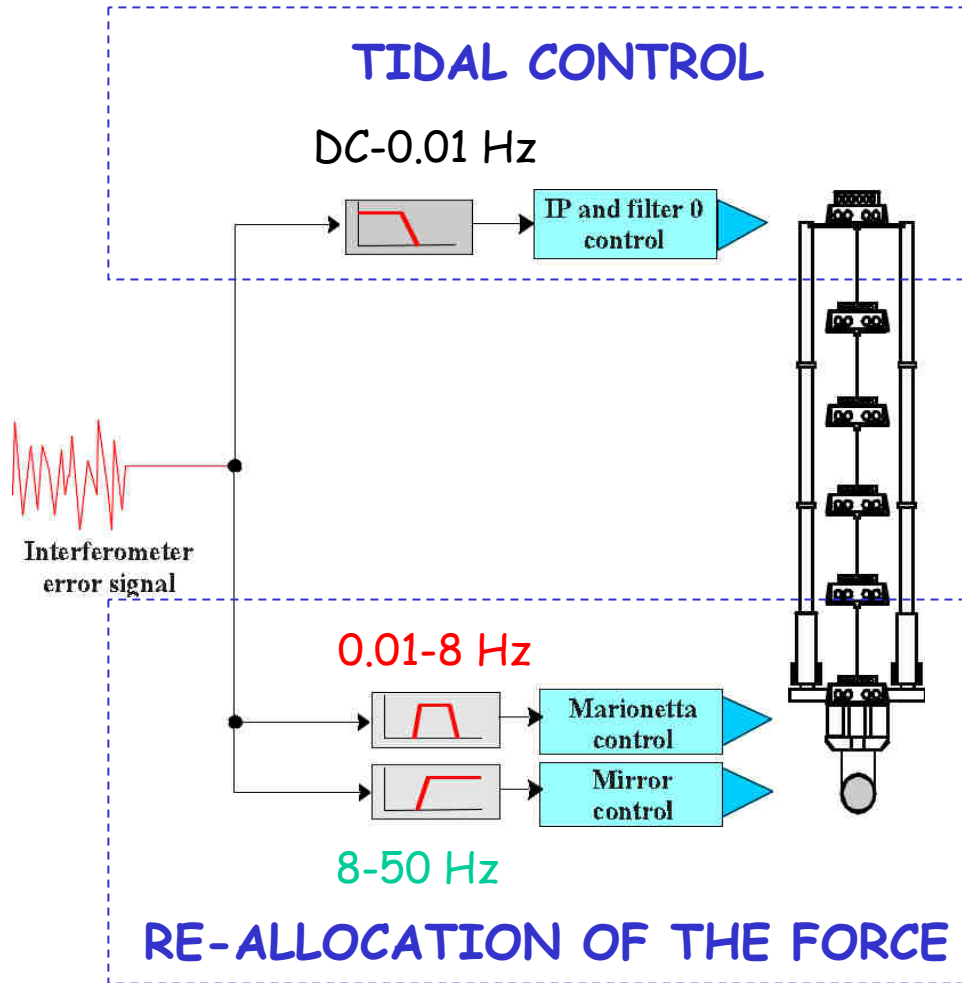 TIDAL CONTROL
DC-0.01 Hz
IP and filter 0
control
Interferometer
error signal
0.01-8 Hz
Marionetta
control
Mirror
control
8-50 Hz
RE-ALLOCATION OF THE FORCE